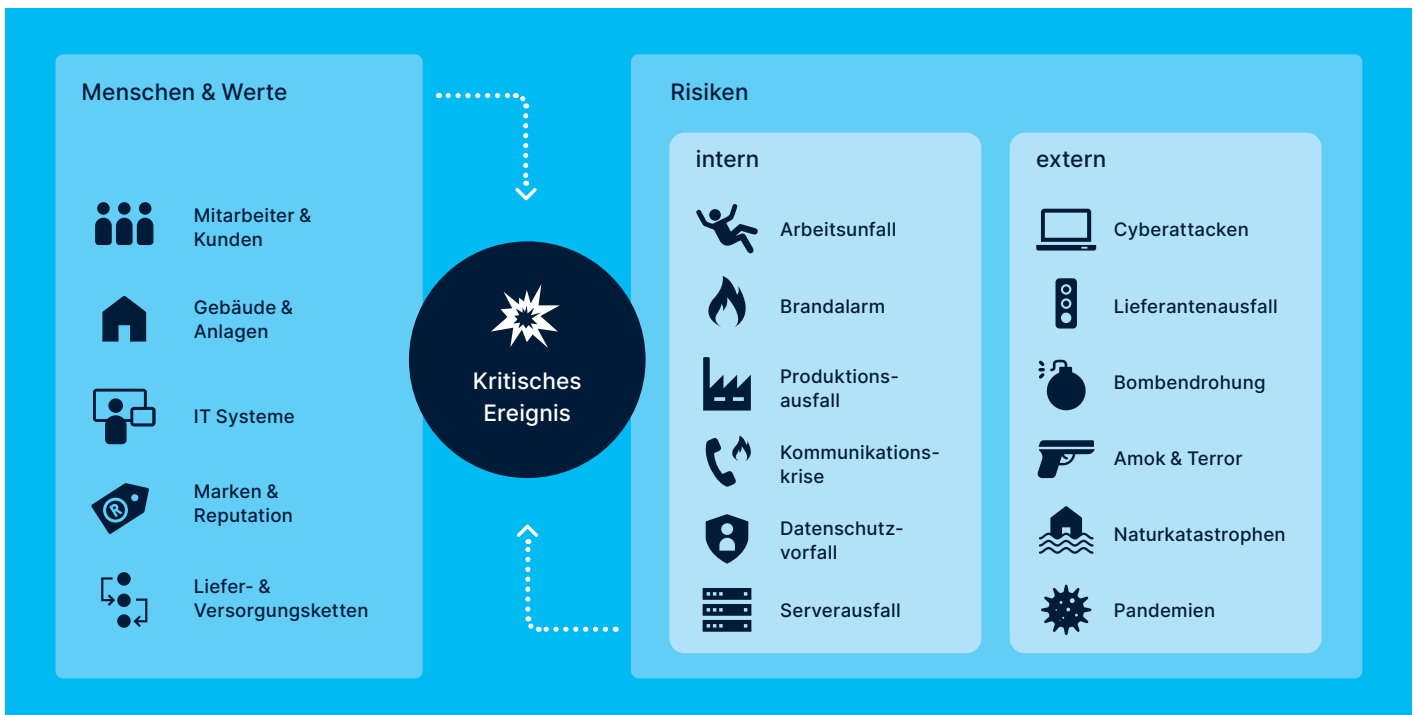 Menschen & Werte
Mitarbeiter &
Kunden
Gebäude &
Anlagen
IT Systeme
R
Marken &
Reputation
Liefer- &
Versorgungsketten
Kritisches
Ereignis
Risiken
intern
Arbeitsunfall
Brandalarm
Produktions-
ausfall
Kommunikations-
krise
Datenschutz-
vorfall
Serverausfall
extern
Cyberattacken
Lieferantenausfall
Bombendrohung
Amok & Terror
Naturkatastrophen
Pandemien